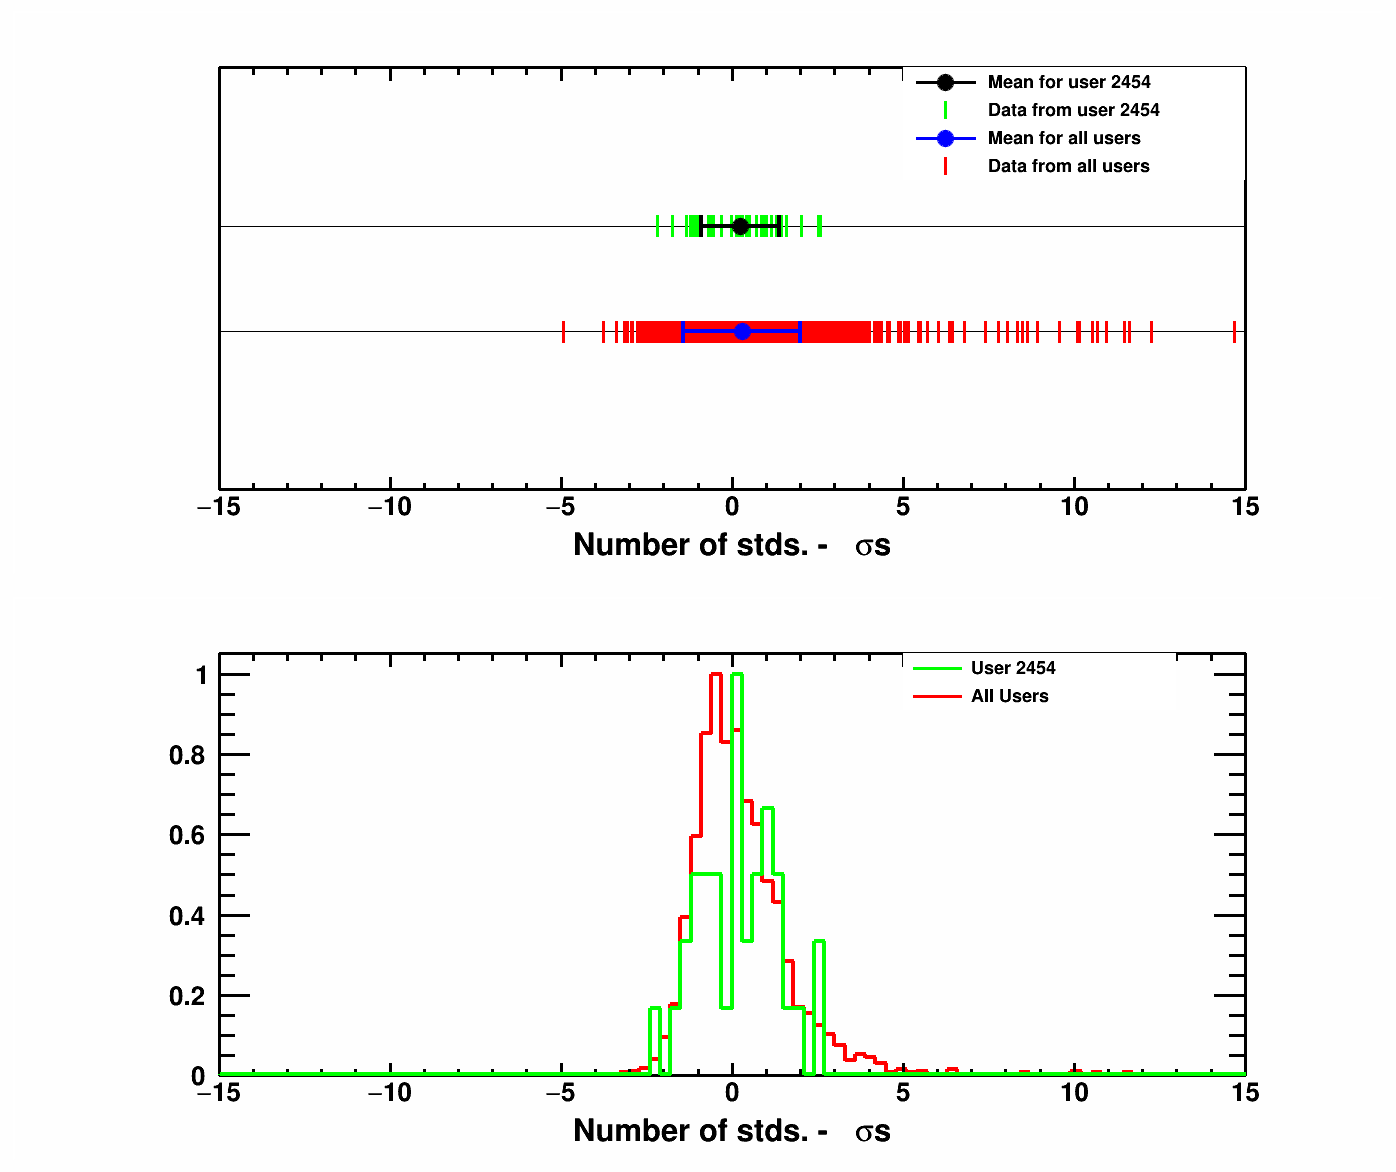 Mean for user 2454
Data from user 2454
Mean for all users
Data from all users
−15 −10 −5 0 5 10 15
Number of stds. - σs
User 2454
All Users
1
0.8
0.6
0.4
0.2
0
−15 −10 −5 0 5 10 15
Number of stds. - σs